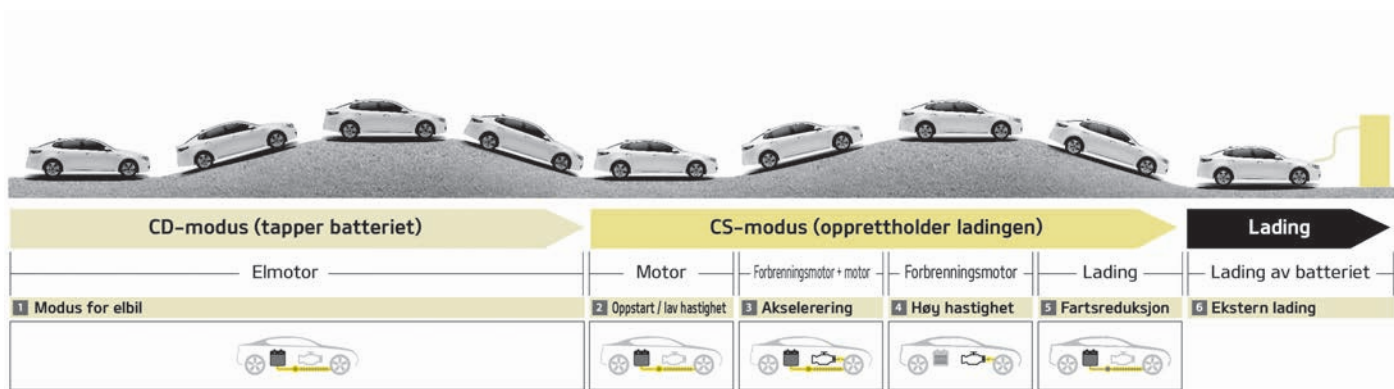 CD-modus (tapper batteriet)
CS-modus (opprettholder ladingen)
Lading
Elmotor
Motor
Forbrenningsmotor + motor
Forbrenningsmotor
Lading
Lading av batteriet
1 Modus for elbil
2 Oppstart / lav hastighet
3 Akselerering
4 Høy hastighet
5 Fartsreduksjon
6 Ekstern lading